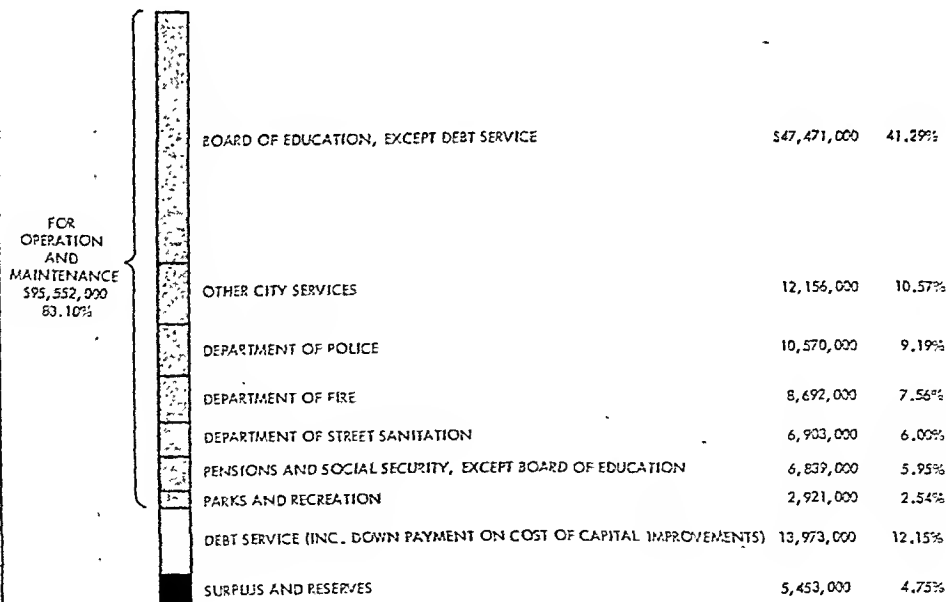 BOARD OF EDUCATION, EXCEPT DEBT SERVICE $47,471,000 41.29%
FOR
OPERATION
AND
MAINTENANCE
$95,552,000
83.10%
OTHER CITY SERVICES 12,156,000 10.57%
DEPARTMENT OF POLICE 10,570,000 9.19%
DEPARTMENT OF FIRE 8,692,000 7.56%
DEPARTMENT OF STREET SANITATION 6,903,000 6.00%
PENSIONS AND SOCIAL SECURITY, EXCEPT BOARD OF EDUCATION 6,839,000 5.95%
PARKS AND RECREATION 2,921,000 2.54%
DEBT SERVICE (INC. DOWN PAYMENT ON COST OF CAPITAL IMPROVEMENTS) 13,973,000 12.15%
SURPLUS AND RESERVES 5,453,000 4.75%